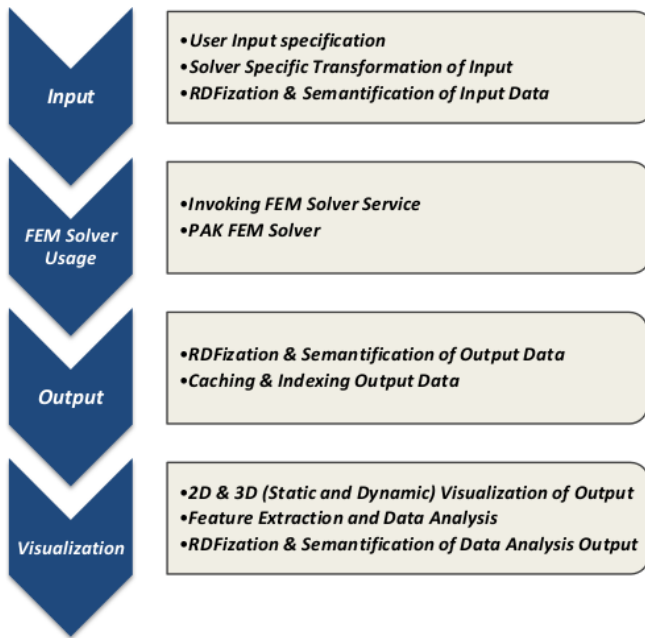 Input
•User Input specification
•Solver Specific Transformation of Input
•RDFization & Semantification of Input Data
FEM Solver
Usage
•Invoking FEM Solver Service
•PAK FEM Solver
Output
•RDFization & Semantification of Output Data
•Caching & Indexing Output Data
Visualization
•2D & 3D (Static and Dynamic) Visualization of Output
•Feature Extraction and Data Analysis
•RDFization & Semantification of Data Analysis Output